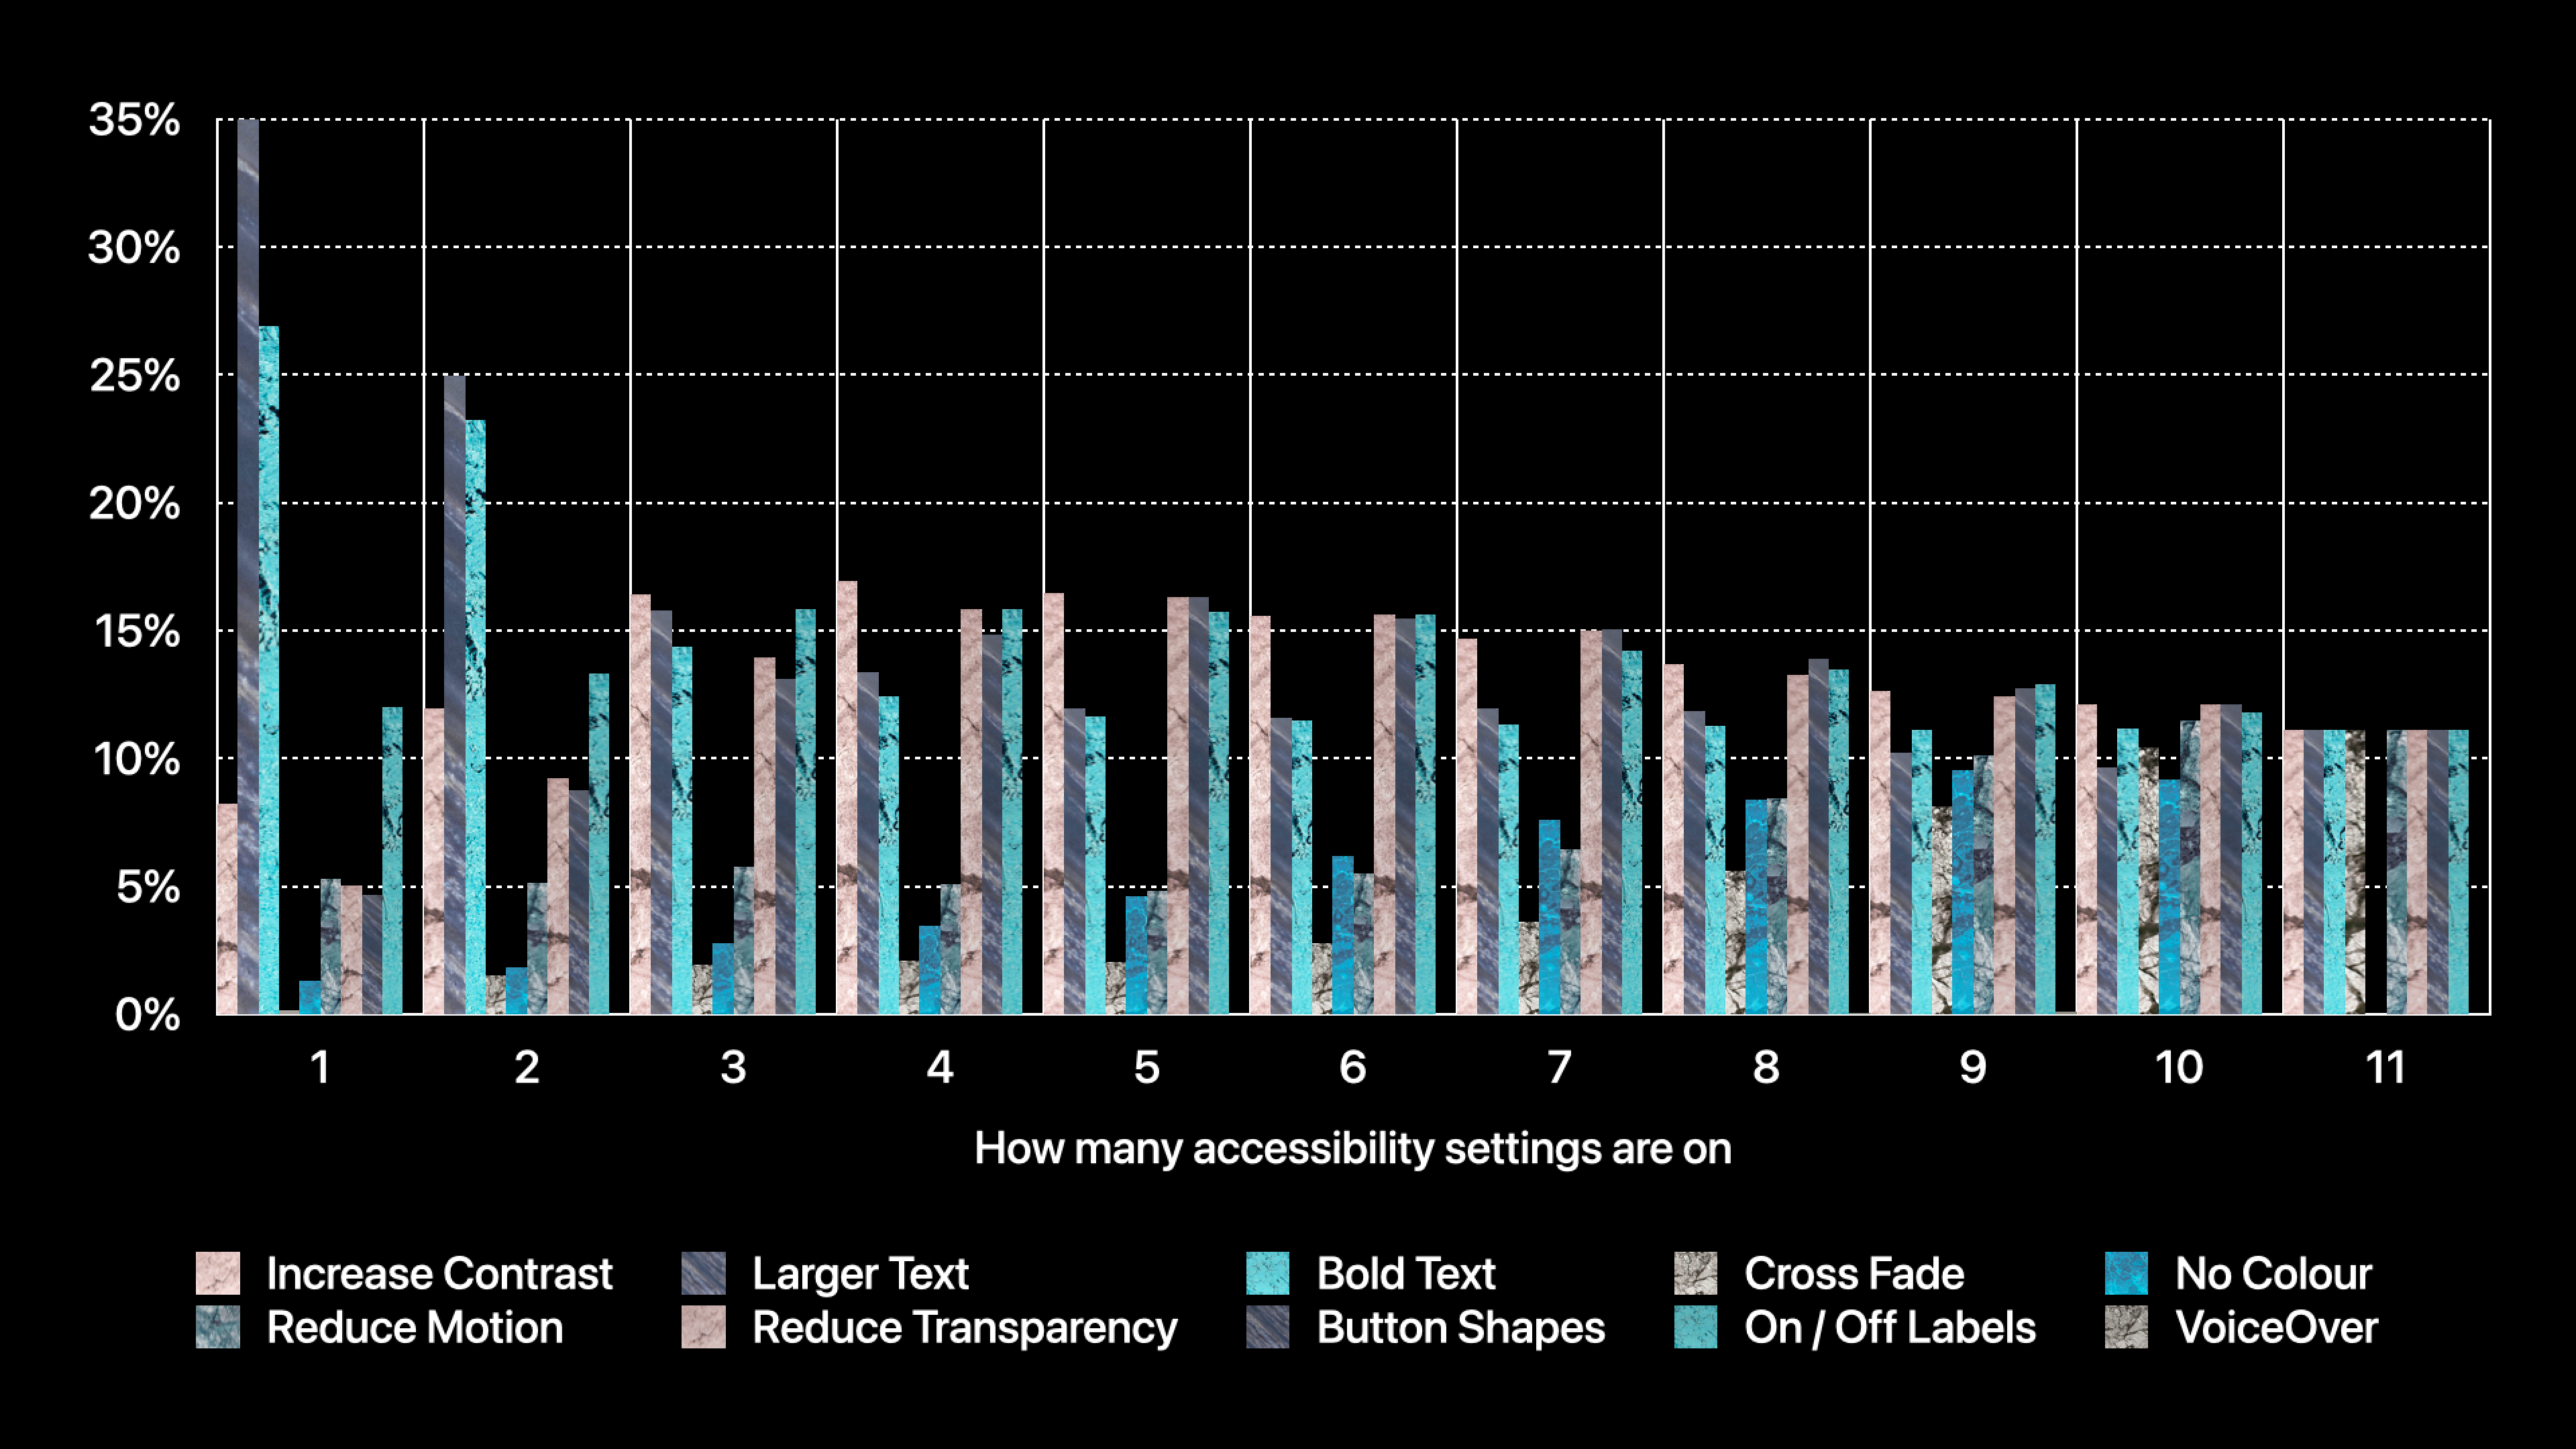 35%
30%
25%
20%
15%
10%
5%
0%
1 2 3 4 5 6 7 8 9 10 11
How many accessibility settings are on
Increase Contrast Larger Text Bold Text Cross Fade No Colour
Reduce Motion Reduce Transparency Button Shapes On / Off Labels VoiceOver